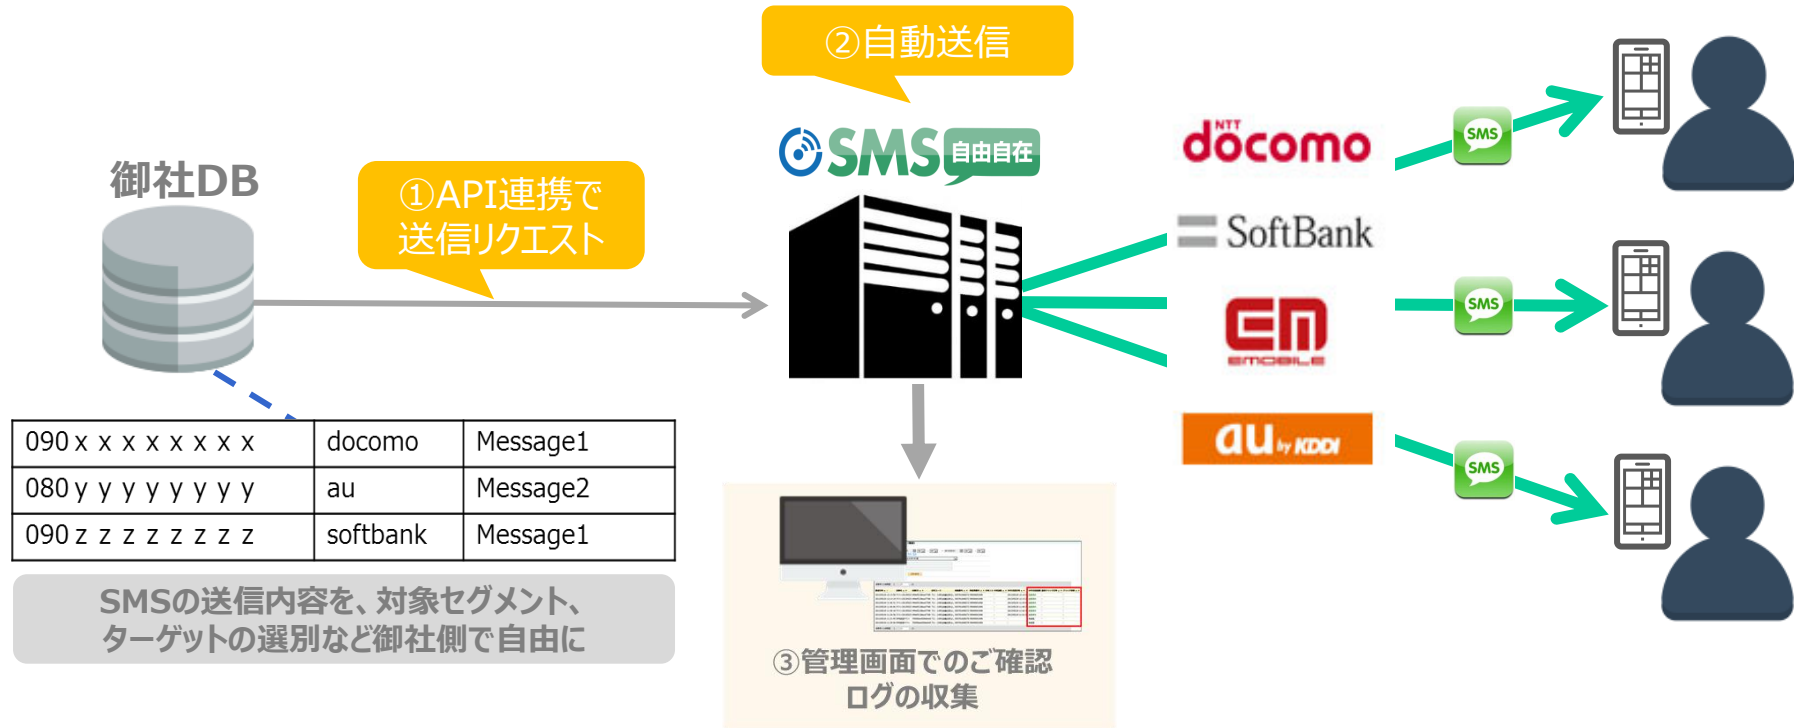 ②自動送信
SMS自由自在
御社DB
①API連携で
送信リクエスト
NTT
docomo
SoftBank
EM
EMOBILE
au by KDDI
SMS
SMS
SMS
090ｘｘｘｘｘｘｘｘ docomo Message1
080ｙｙｙｙｙｙｙｙ au Message2
090ｚｚｚｚｚｚｚｚ softbank Message1
SMSの送信内容を、対象セグメント、
ターゲットの選別など御社側で自由に
③管理画面でのご確認
ログの収集